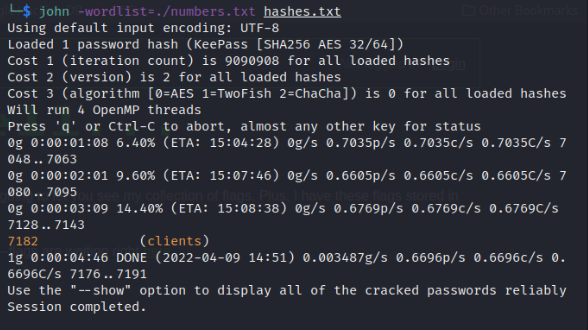 └─$ john -wordlist=./numbers.txt hashes.txt
Other Bookmarks
Using default input encoding: UTF-8
Loaded 1 password hash (KeePass [SHA256 AES 32/64])
Cost 1 (iteration count) is 9090908 for all loaded hashes
Cost 2 (version) is 2 for all loaded hashes
Cost 3 (algorithm [0=AES 1=TwoFish 2=ChaCha]) is 0 for all loaded hashes
Will run 4 OpenMP threads
Press 'q' or Ctrl-C to abort, almost any other key for status
0g 0:00:01:08 6.40% (ETA: 15:04:28) 0g/s 0.7035p/s 0.7035c/s 0.7035C/s 7
048..7063
0g 0:00:02:01 9.60% (ETA: 15:07:46) 0g/s 0.6605p/s 0.6605c/s 0.6605C/s 7
080..7095
0g 0:00:03:09 14.40% (ETA: 15:08:38) 0g/s 0.6769p/s 0.6769c/s 0.6769C/s
7128..7143
7182 (clients)
1g 0:00:04:46 DONE (2022-04-09 14:51) 0.003487g/s 0.6696p/s 0.6696c/s 0.
6696C/s 7176..7191
Use the "--show" option to display all of the cracked passwords reliably
Session completed.